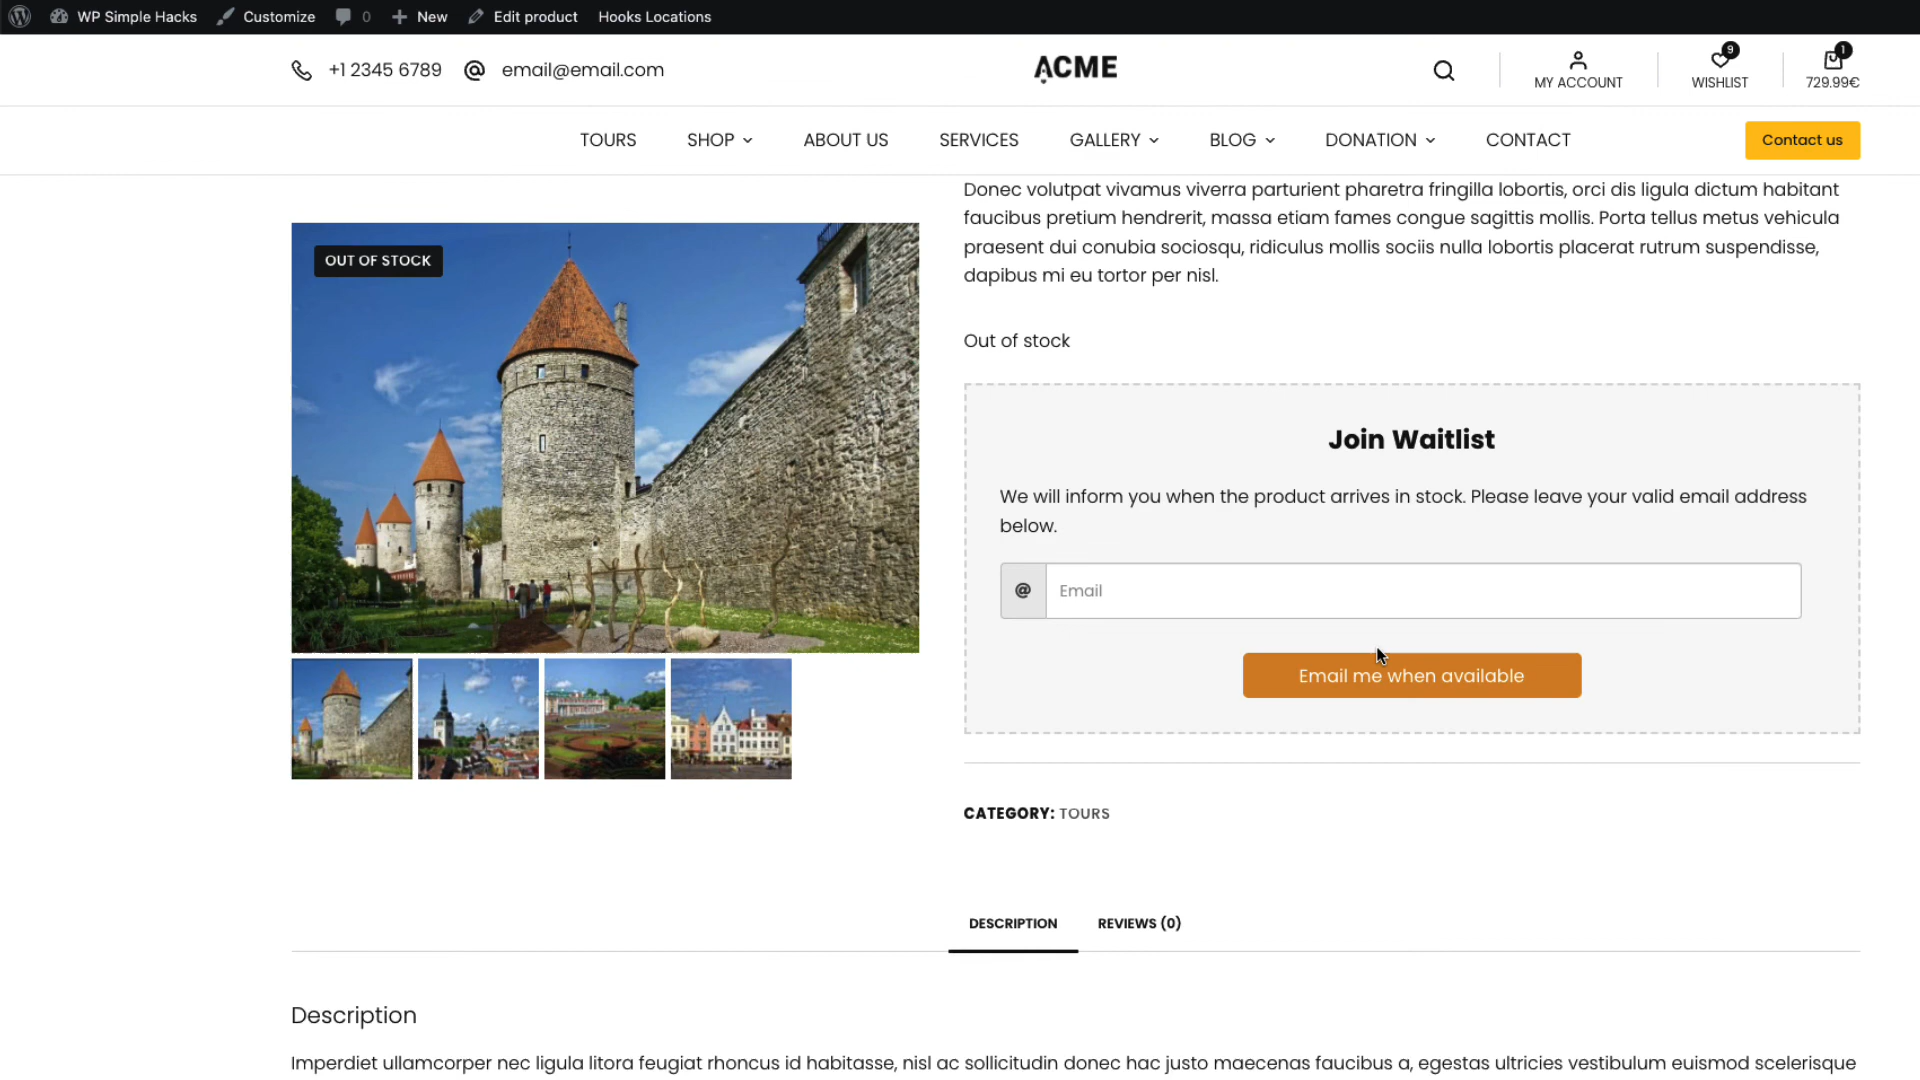 WP Simple Hacks Customize 0 New Edit product Hooks Locations
+1 2345 6789 @ email@email.com
ACME
9
1
MY ACCOUNT
WISHLIST
729.99€
TOURS SHOP ABOUT US SERVICES GALLERY BLOG DONATION CONTACT Contact us
Donec volutpat vivamus viverra parturient pharetra fringilla lobortis, orci dis ligula dictum habitant
faucibus pretium hendrerit, massa etiam fames congue sagittis mollis. Porta tellus metus vehicula
praesent dui conubia sociosqu, ridiculus mollis sociis nulla lobortis placerat rutrum suspendisse,
dapibus mi eu tortor per nisl.
OUT OF STOCK
Out of stock
Join Waitlist
We will inform you when the product arrives in stock. Please leave your valid email address
below.
@ Email
Email me when available
CATEGORY: TOURS
DESCRIPTION REVIEWS (0)
Description
Imperdiet ullamcorper nec ligula litora feugiat rhoncus id habitasse, nisl ac sollicitudin donec hac justo maecenas faucibus a, egestas ultricies vestibulum euismod scelerisque